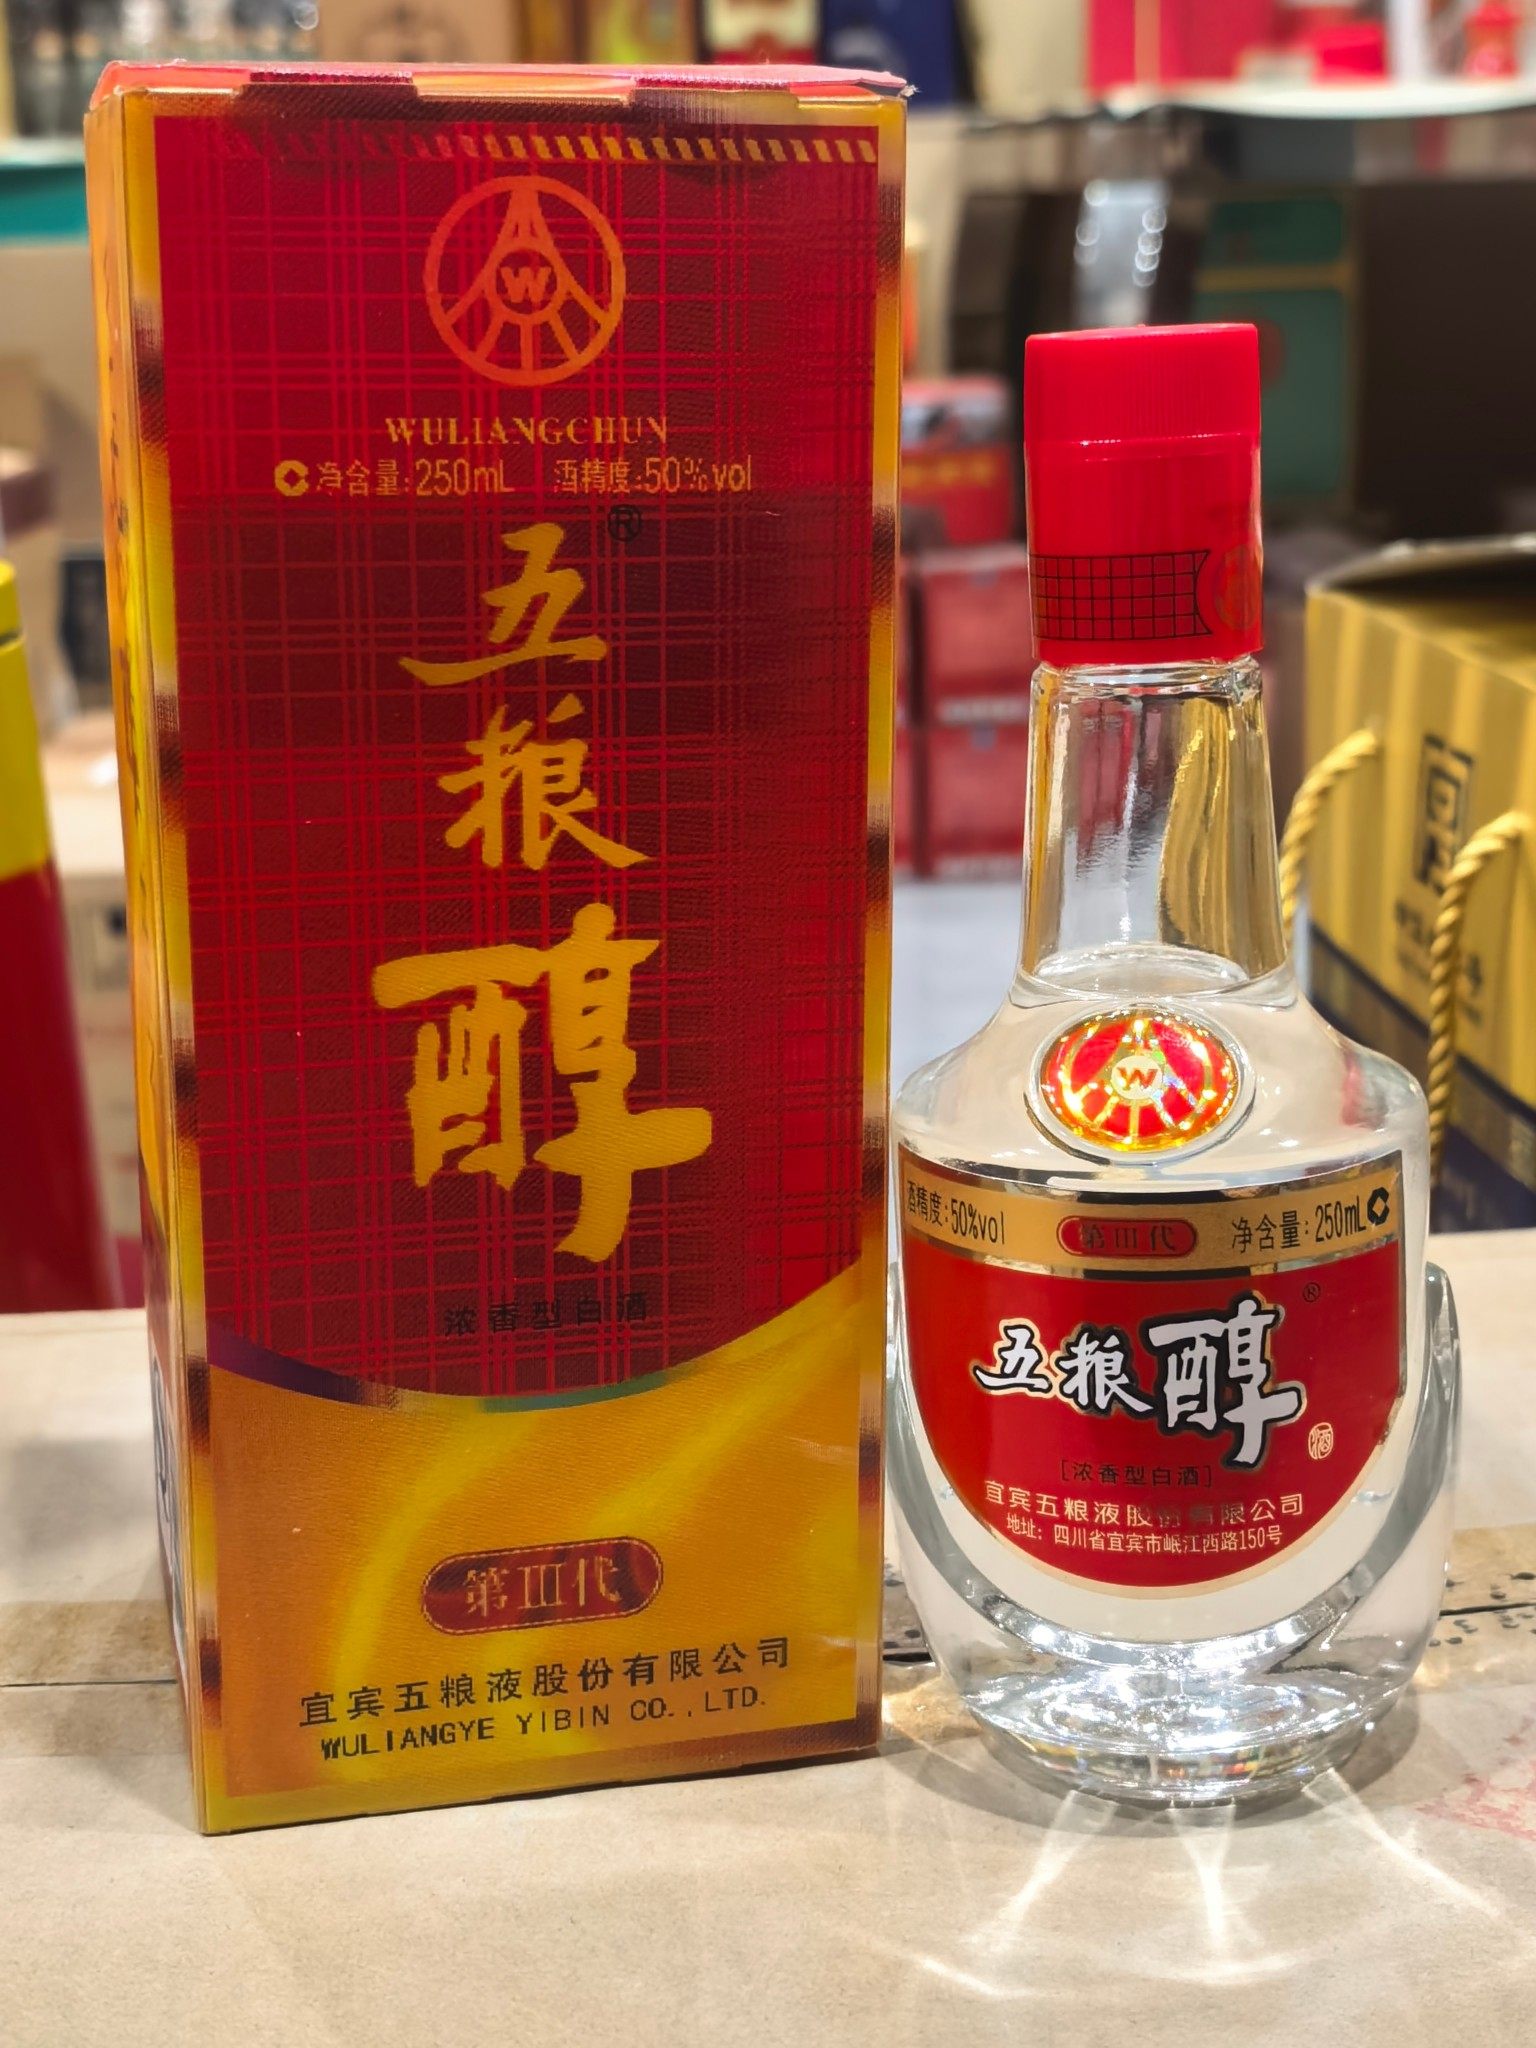 W
WULIANGCHUN
净含量:250mL 酒精度:50%vol
五粮醇®
浓香型白酒
第III代
宜宾五粮液股份有限公司
WULIANGYE YIBIN CO.,LTD.
W
酒精度:50%vol 第III代 净含量:250mL
五粮醇®
酒
[浓香型白酒]
宜宾五粮液股份有限公司
地址:四川省宜宾市岷江西路150号